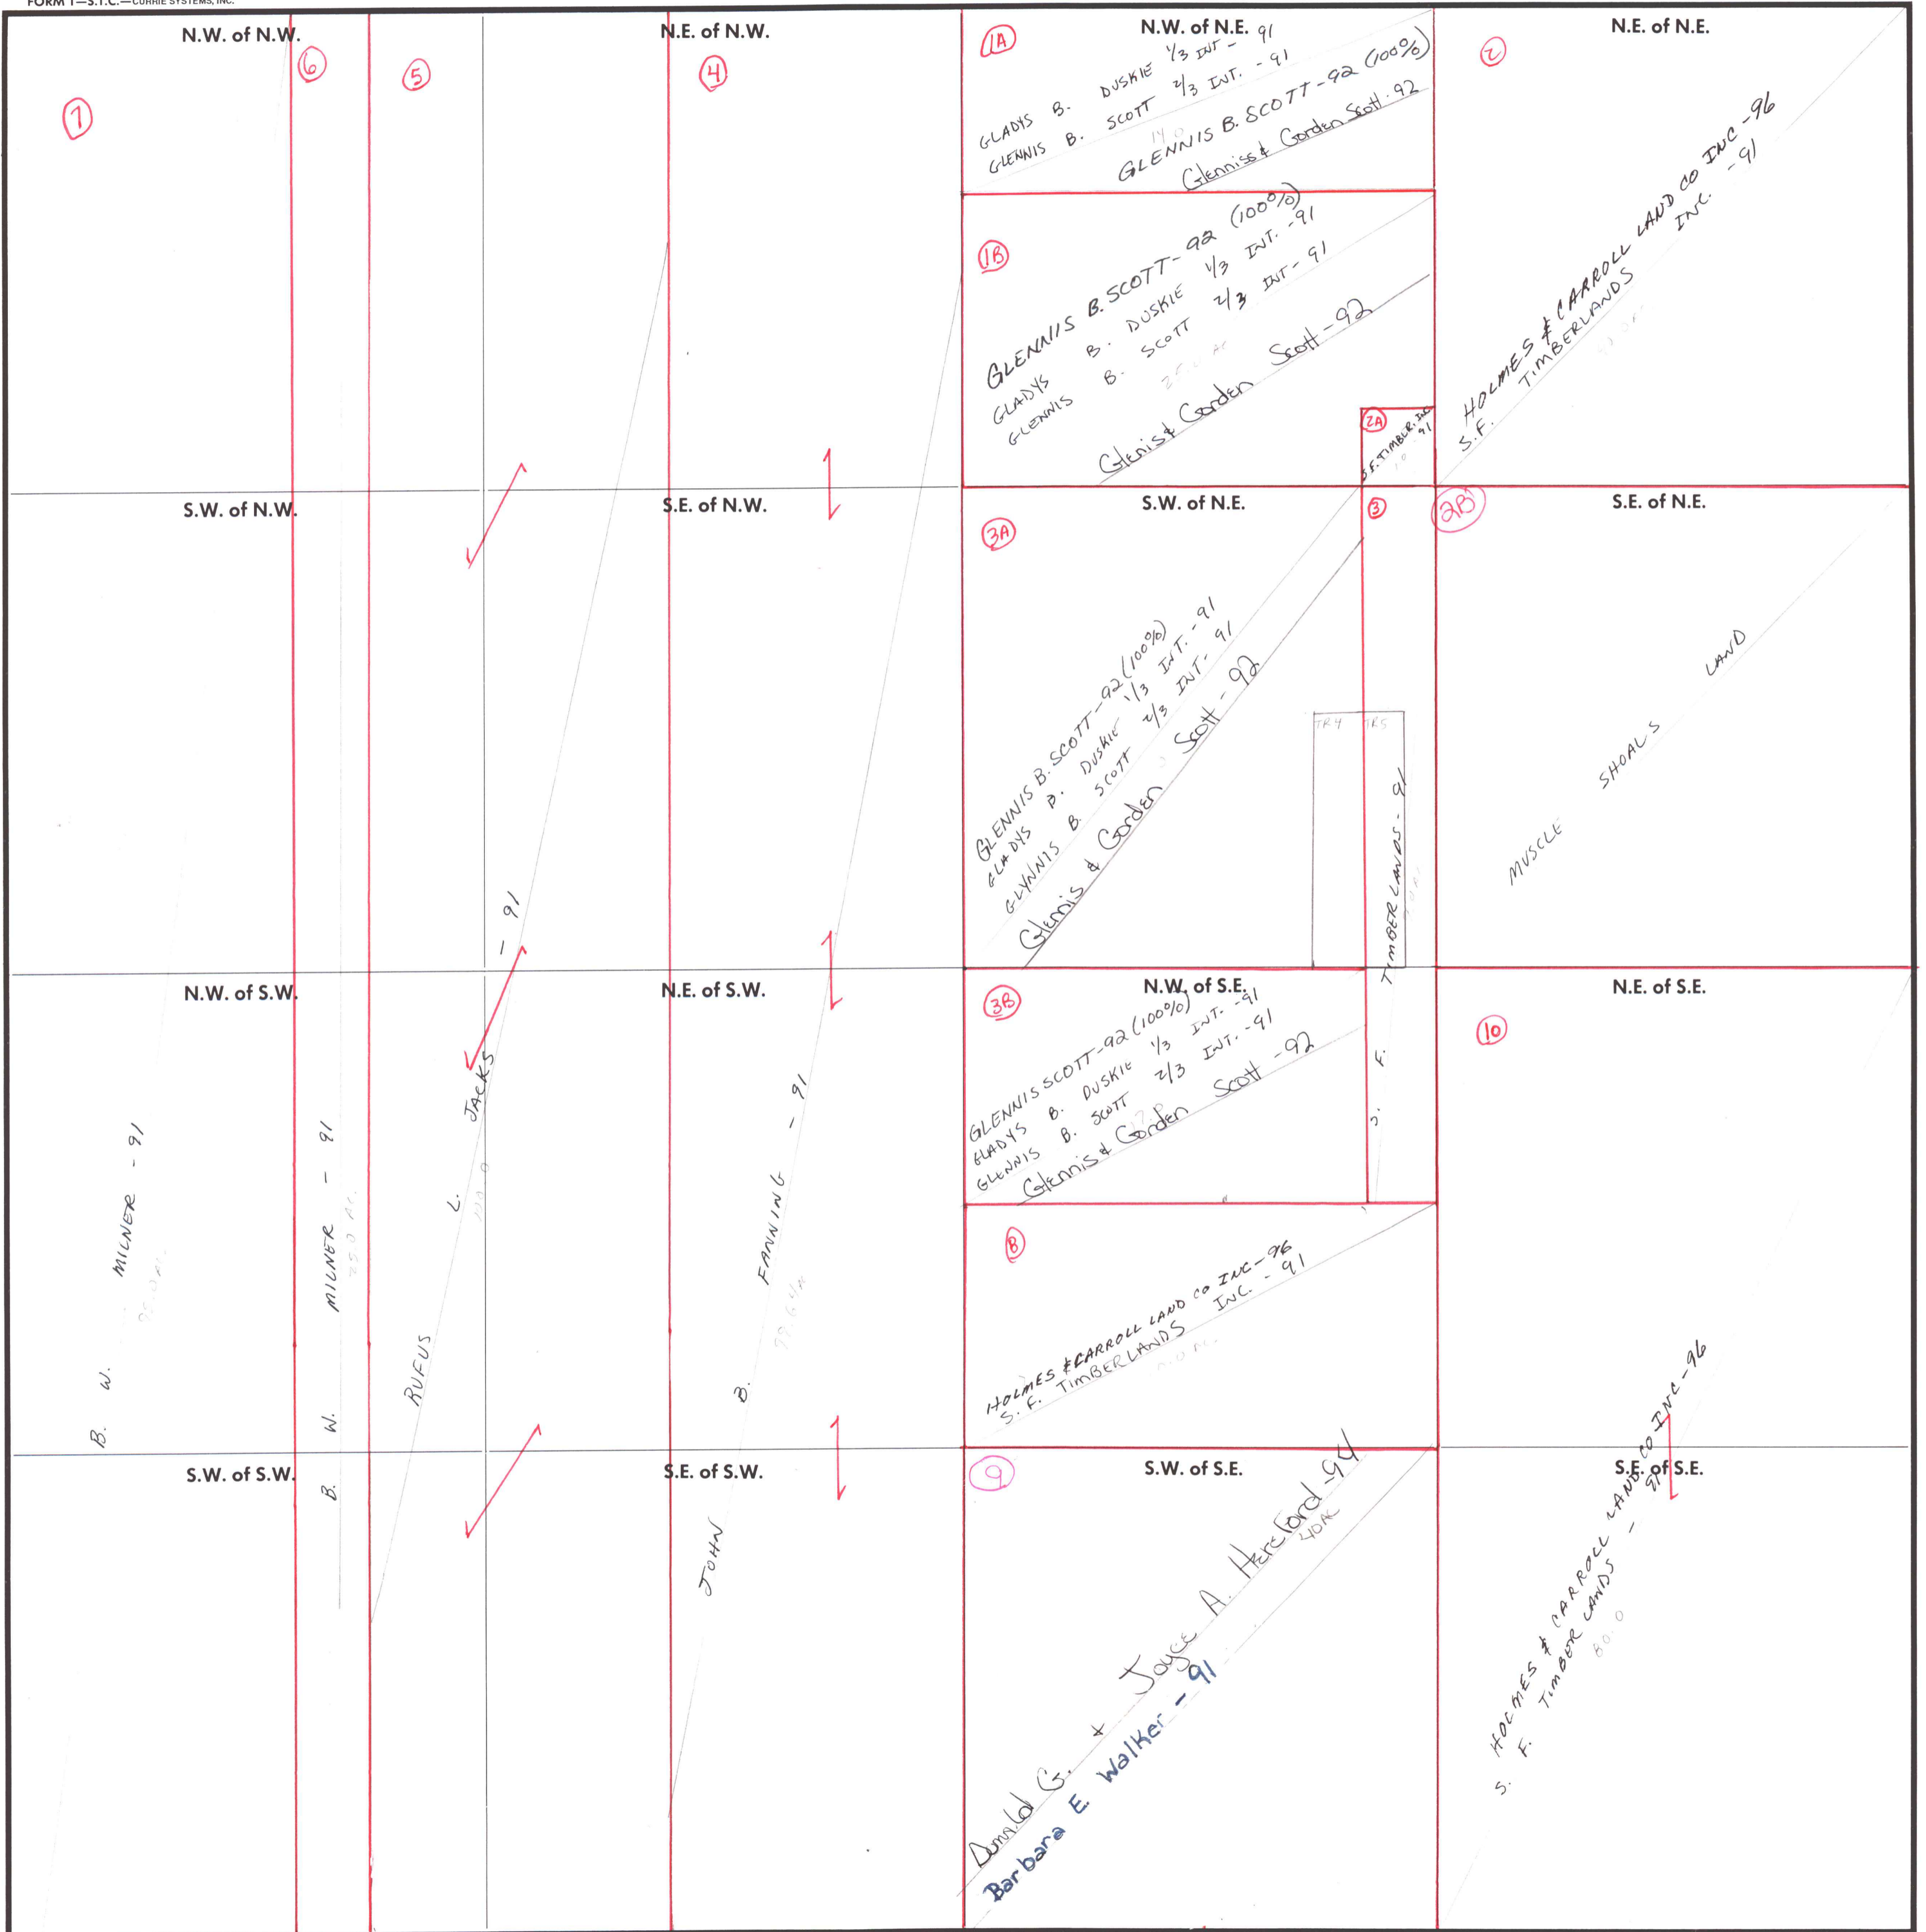 FORM 1—S.T.C.—CURRIE SYSTEMS, INC.
N.W. of N.W.
7
6
5
N.E. of N.W.
4
N.W. of N.E.
1A
GLADYS B. DUSKIE 1/3 INT - 91
GLENNIS B. SCOTT 2/3 INT. - 91
GLENNIS B. SCOTT - 92 (100%)
Glenniss & Gorden Scott - 92
N.E. of N.E.
2
HOLMES & CARROLL LAND CO INC - 96
S.F. TIMBERLANDS INC. - 91
1B
GLENNIS B. SCOTT - 92 (100%)
GLADYS B. DUSKIE 1/3 INT. - 91
GLENNIS B. SCOTT 2/3 INT - 91
Glenis & Gorden Scott - 92
2A
S.F. TIMBER. INC
91
S.W. of N.W.
S.E. of N.W.
S.W. of N.E.
3A
GLENNIS B. SCOTT - 92 (100%)
GLADYS B. DUSKIE 1/3 INT. - 91
GLYNNIS B. SCOTT 2/3 INT - 91
Glennis & Gorden Scott - 92
3
TR4
TR5
S. F. TIMBERLANDS - 91
2B
S.E. of N.E.
MUSCLE SHOALS LAND
N.W. of S.W.
B. W. MILNER - 91
B. W. MILNER - 91
25.0 AC.
RUFUS L. JACKS - 91
N.E. of S.W.
JOHN B. FANNING - 91
N.W. of S.E.
3B
GLENNIS SCOTT - 92 (100%)
GLADYS B. DUSKIE 1/3 INT. - 91
GLENNIS B. SCOTT 2/3 INT. - 91
Glennis & Gorden Scott - 92
8
HOLMES & CARROLL LAND CO INC - 96
S. F. TIMBERLANDS INC. - 91
N.E. of S.E.
10
HOLMES & CARROLL LAND CO INC - 96
S. F. TIMBERLANDS - 91
80.0
S.W. of S.W.
S.E. of S.W.
S.W. of S.E.
9
Donald G. & Joyce A. Hereford - 94
40AC
Barbara E. Walker - 91
S.E. of S.E.